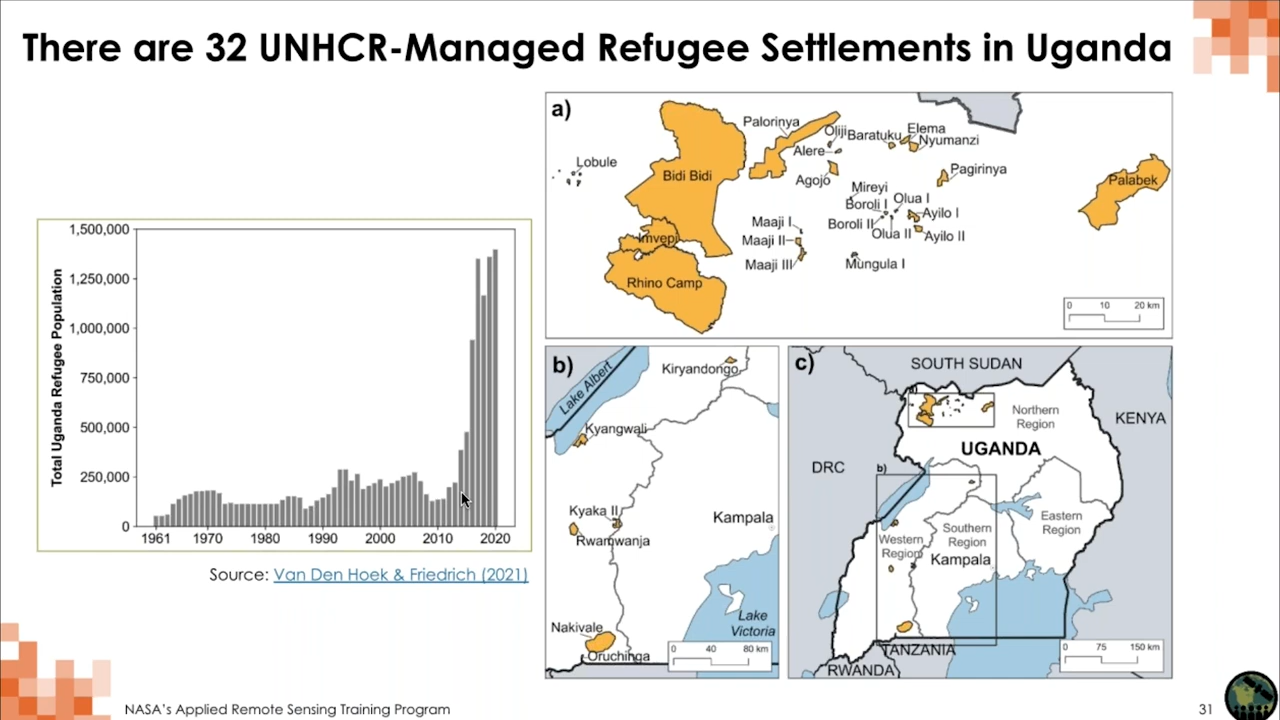 There are 32 UNHCR-Managed Refugee Settlements in Uganda
Total Uganda Refugee Population
1,500,000
1,250,000
1,000,000
750,000
500,000
250,000
0
1961 1970 1980 1990 2000 2010 2020
Source: Van Den Hoek & Friedrich (2021)
a)
Lobule
Bidi Bidi
Imvepi
Rhino Camp
Palorinya
Oliji
Baratuku
Elema
Nyumanzi
Alere
Agojo
Pagirinya
Palabek
Mireyi
Boroli I
Olua I
Ayilo I
Boroli II
Olua II
Ayilo II
Maaji I
Maaji II
Maaji III
Mungula I
0 10 20 km
b)
Lake Albert
Kiryandongo
Kyangwali
Kyaka II
Rwamwanja
Kampala
Nakivale
Oruchinga
Lake
Victoria
0 40 80 km
c)
SOUTH SUDAN
a)
Northern
Region
KENYA
UGANDA
DRC
b)
Eastern
Region
Southern
Region
Western
Region
Kampala
TANZANIA
RWANDA
0 75 150 km
NASA's Applied Remote Sensing Training Program
31